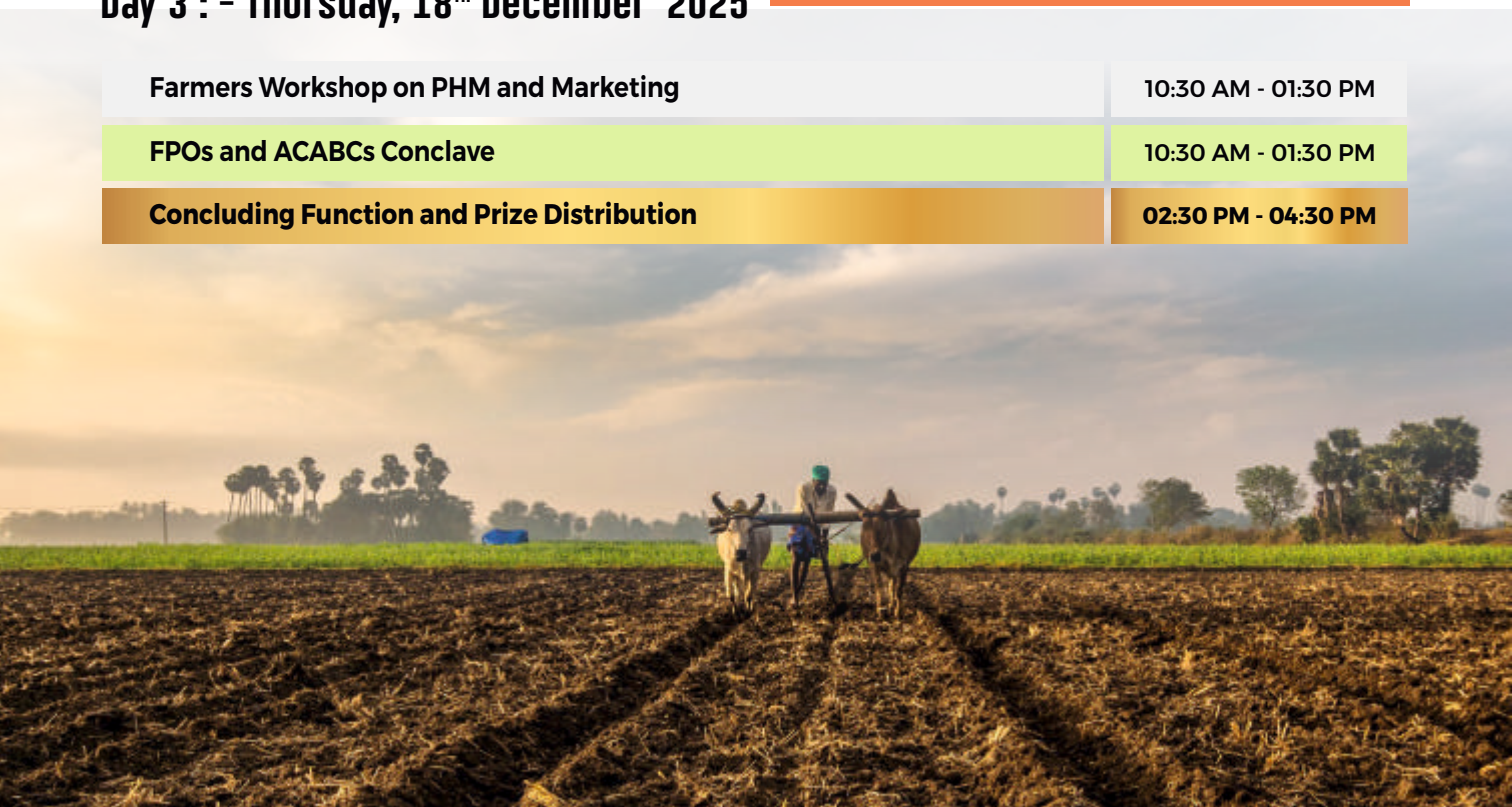 Day 3 : - Thursday, 18th December 2025
Farmers Workshop on PHM and Marketing 10:30 AM - 01:30 PM
FPOs and ACABCs Conclave 10:30 AM - 01:30 PM
Concluding Function and Prize Distribution 02:30 PM - 04:30 PM